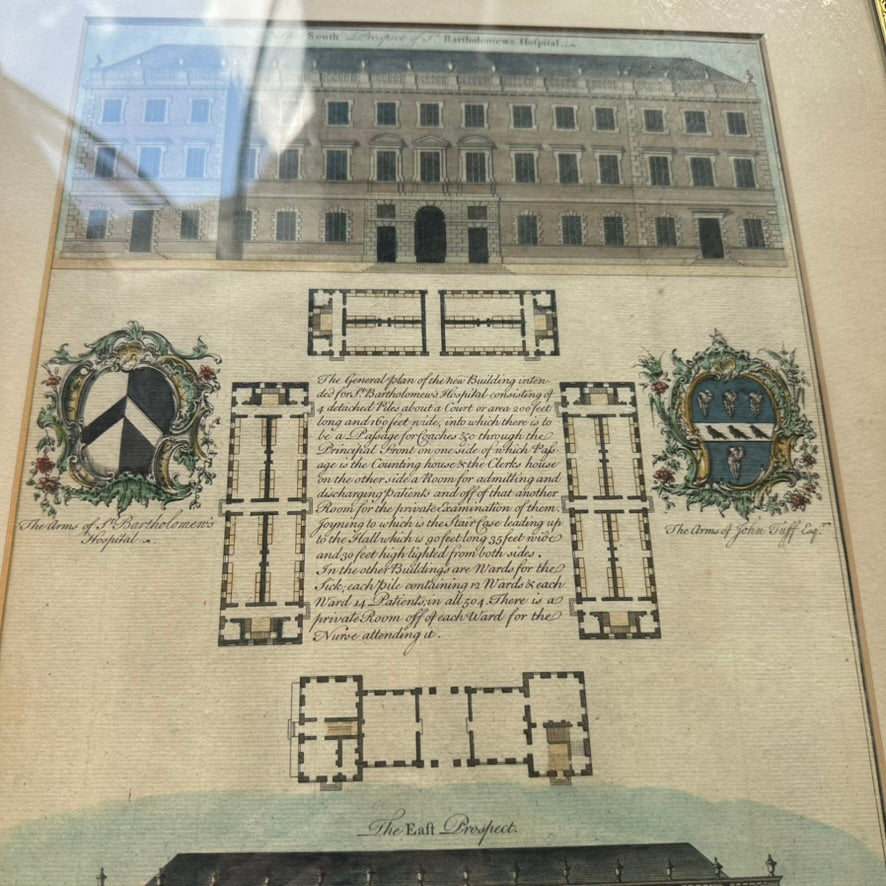 The South Prospect of St. Bartholomew's Hospital.
The General plan of the new Building inten-
ded for St. Bartholomew's Hospital consisting of
4 detached Piles about a Court or area 200 feet
long and 160 feet wide, into which there is to
be a Paſsage for Coaches &c through the
Principal Front on one side of which Paſs
age is the Counting house & the Clerks house
on the other side a Room for admitting and
discharging Patients and off of that another
Room for the private Examination of them.
Joyning to which is the Stair Case leading up
to the Hall which is 90 feet long 35 feet wide
and 30 feet high lighted from both sides.
In the other Buildings are Wards for the
Sick, each pile containing 12 Wards & each
Ward 14 Patients, in all 504. There is a
private Room off of each Ward for the
Nurse attending it.
The Arms of St. Bartholomew's
Hospital.
The Arms of John Tuff Esqr.
The Eaſt Prospect.